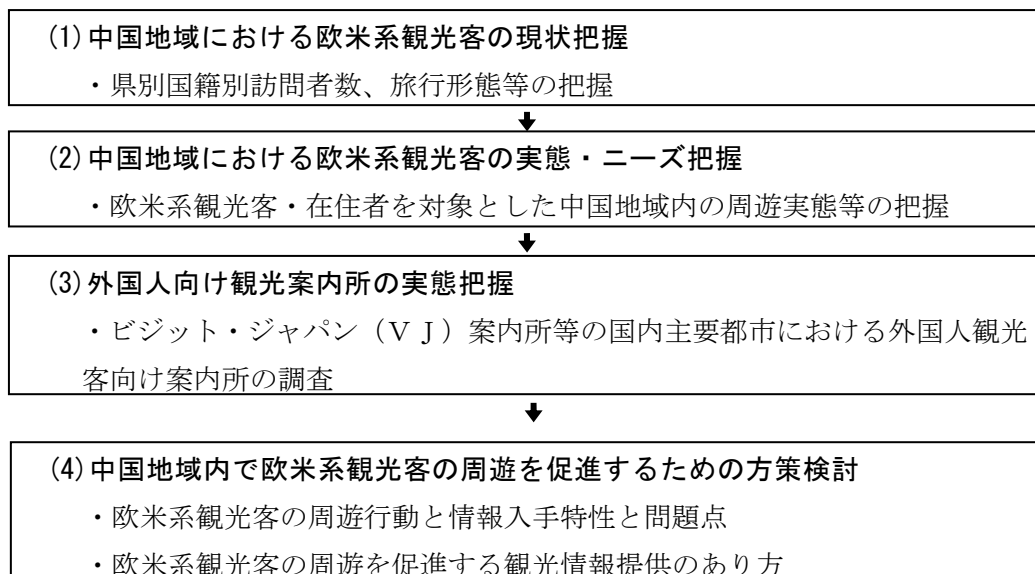 (1)中国地域における欧米系観光客の現状把握
・県別国籍別訪問者数、旅行形態等の把握
(2)中国地域における欧米系観光客の実態・ニーズ把握
・欧米系観光客・在住者を対象とした中国地域内の周遊実態等の把握
(3)外国人向け観光案内所の実態把握
・ビジット・ジャパン（ＶＪ）案内所等の国内主要都市における外国人観光
客向け案内所の調査
(4)中国地域内で欧米系観光客の周遊を促進するための方策検討
・欧米系観光客の周遊行動と情報入手特性と問題点
・欧米系観光客の周遊を促進する観光情報提供のあり方